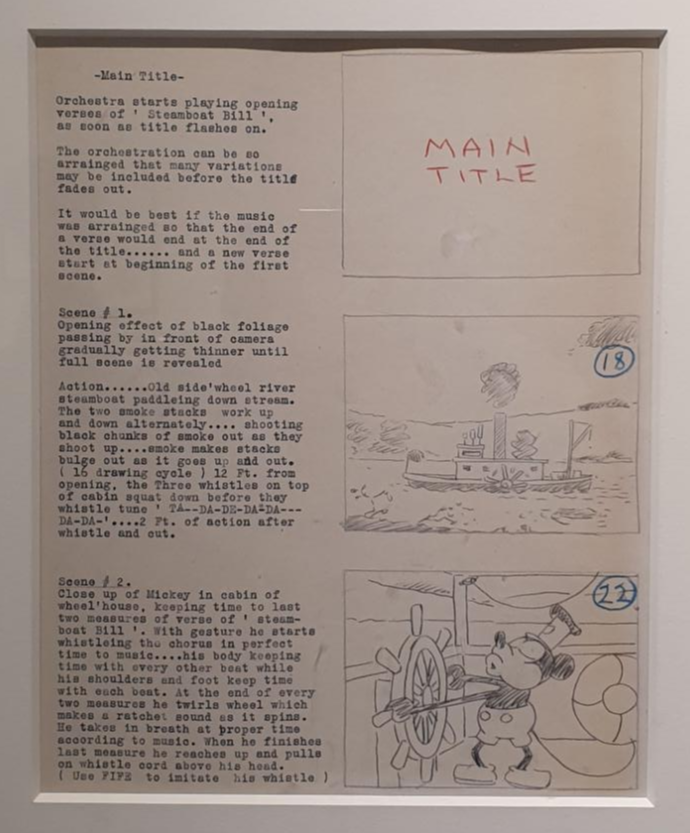 -Main Title-
Orchestra starts playing opening
verses of ' Steamboat Bill ',
as soon as title flashes on.
The orchestration can be so
arrainged that many variations
may be included before the title
fades out.
It would be best if the music
was arrainged so that the end of
a verse would end at the end of
the title...... and a new verse
start at beginning of the first
scene.
MAIN
TITLE
Scene # 1.
Opening effect of black foliage
passing by in front of camera
gradually getting thinner until
full scene is revealed
Action......Old side'wheel river
steamboat paddleing down stream.
The two smoke stacks work up
and down alternately.... shooting
black chunks of smoke out as they
shoot up....smoke makes stacks
bulge out as it goes up and out.
( 16 drawing cycle ) 12 Ft. from
opening, the Three whistles on top
of cabin squat down before they
whistle tune ' TA--DA-DE-DA-DA---
DA-DA-'....2 Ft. of action after
whistle and cut.
18
Scene # 2.
Close up of Mickey in cabin of
wheel'house, keeping time to last
two measures of verse of ' steam-
boat Bill '. With gesture he starts
whistleing the chorus in perfect
time to music....his body keeping
time with every other beat while
his shoulders and foot keep time
with each beat. At the end of every
two measures he twirls wheel which
makes a ratchet sound as it spins.
He takes in breath at proper time
according to music. When he finishes
last measure he reaches up and pulls
on whistle cord above his head.
( Use FIFE to imitate his whistle )
22